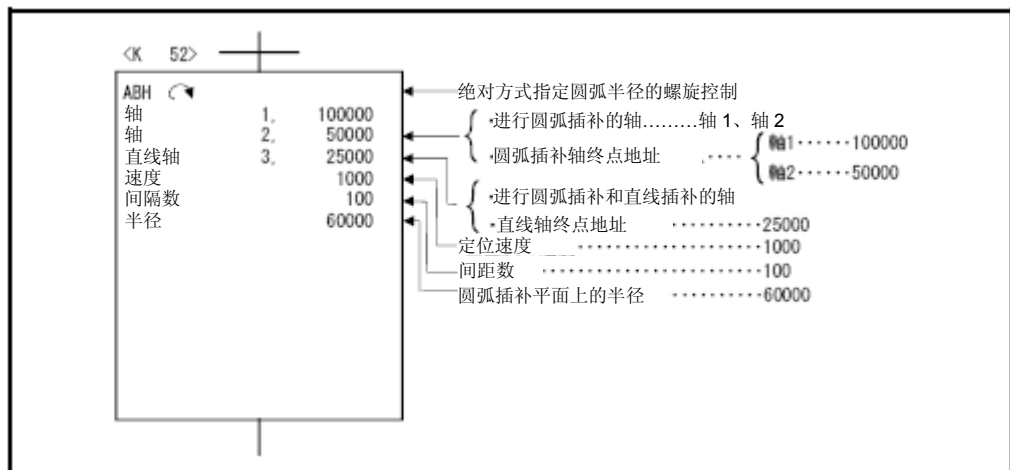 <K 52>
ABH
轴 1, 100000
轴 2, 50000
直线轴 3, 25000
速度 1000
间隔数 100
半径 60000
绝对方式指定圆弧半径的螺旋控制
·进行圆弧插补的轴………轴 1、轴 2
·圆弧插补轴终点地址 ････
軸1･･････100000
軸2･･････50000
·进行圆弧插补和直线插补的轴
·直线轴终点地址 ･･････････25000
定位速度 ･････････････････････1000
间距数 ･････････････････････････100
圆弧插补平面上的半径 ･･････････60000